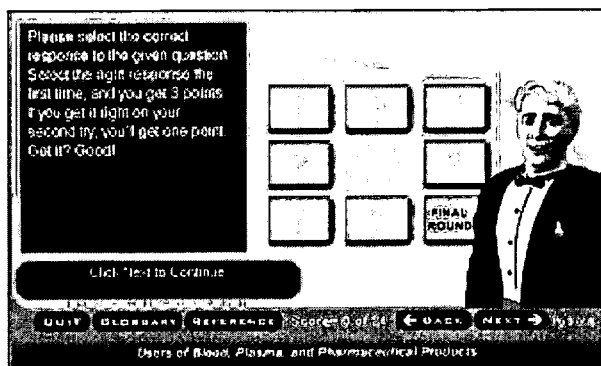 Please select the correct
response to the given question.
Select the right response the
first time, and you get 3 points.
If you get it right on your
second try, you'll get one point.
Got it? Good!
FINAL
ROUND
Click Next to Continue
QUIT GLOSSARY REFERENCE Score= 0 of 24 BACK NEXT
Users of Blood, Plasma, and Pharmaceutical Products